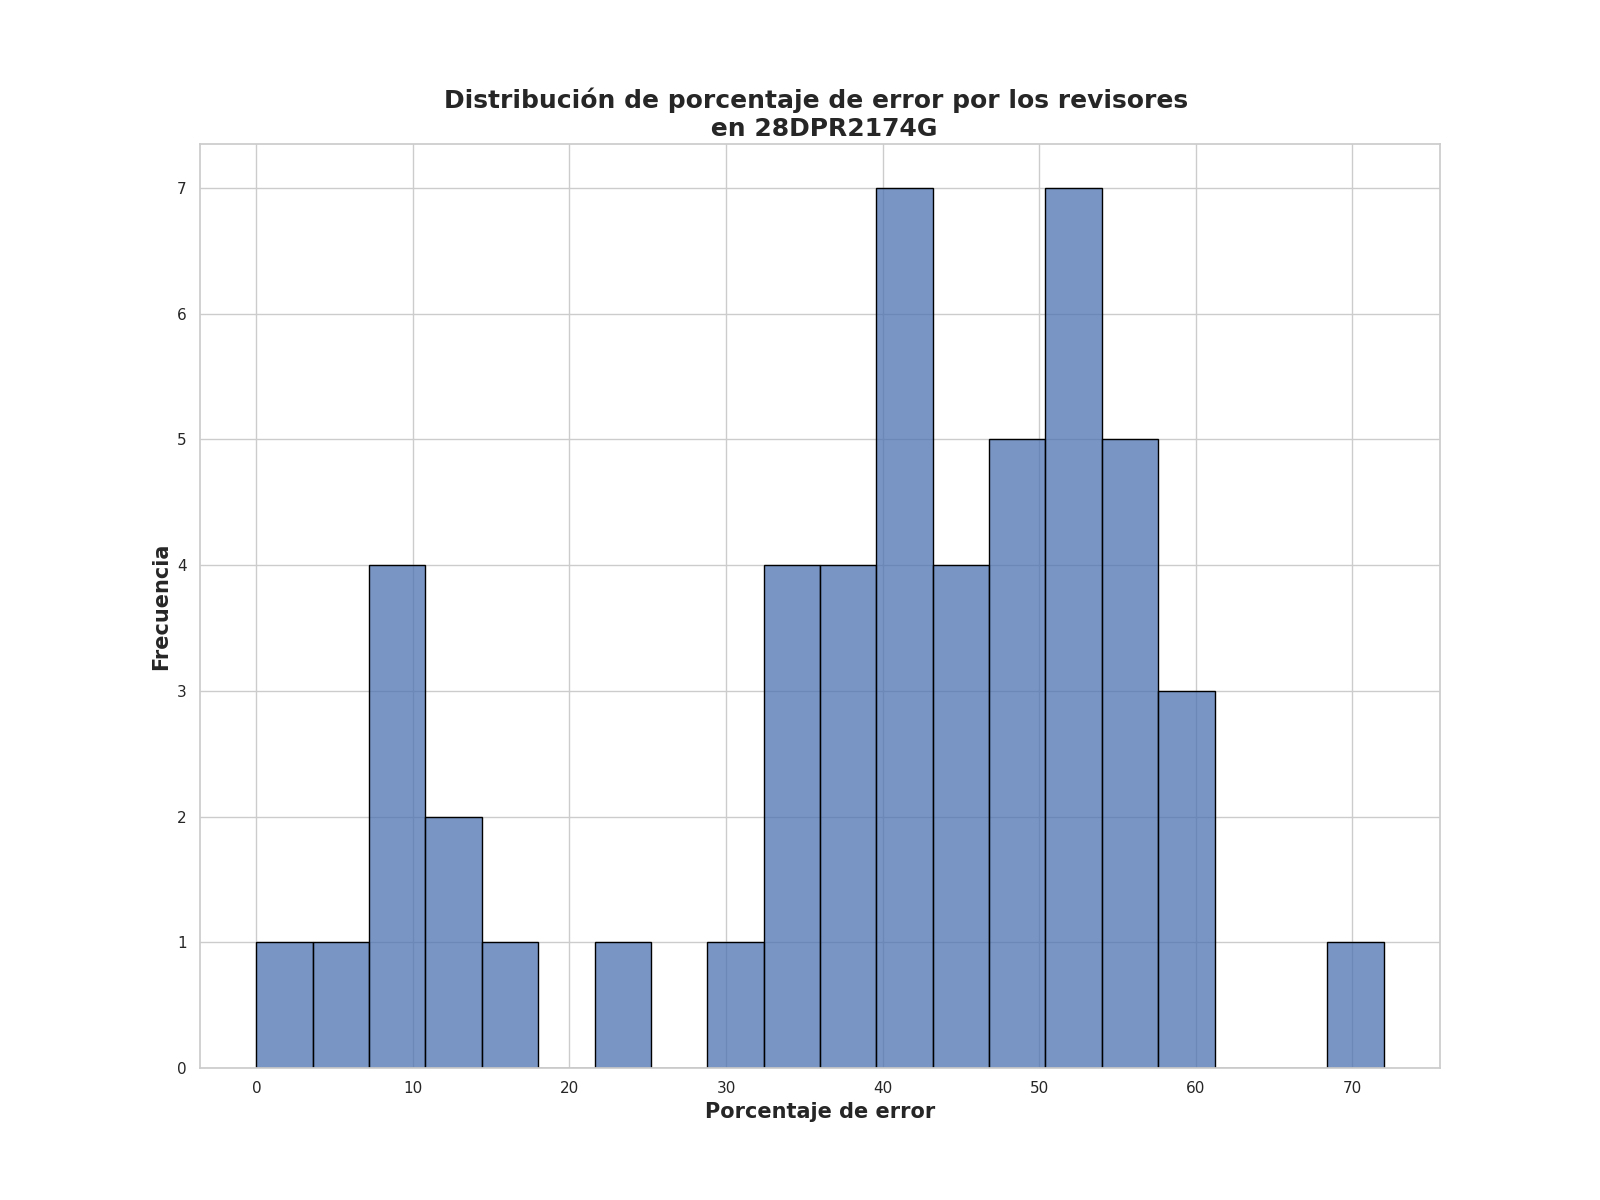 Distribución de porcentaje de error por los revisores
en 28DPR2174G
7
6
5
4
3
2
1
0
Frecuencia
0 10 20 30 40 50 60 70
Porcentaje de error